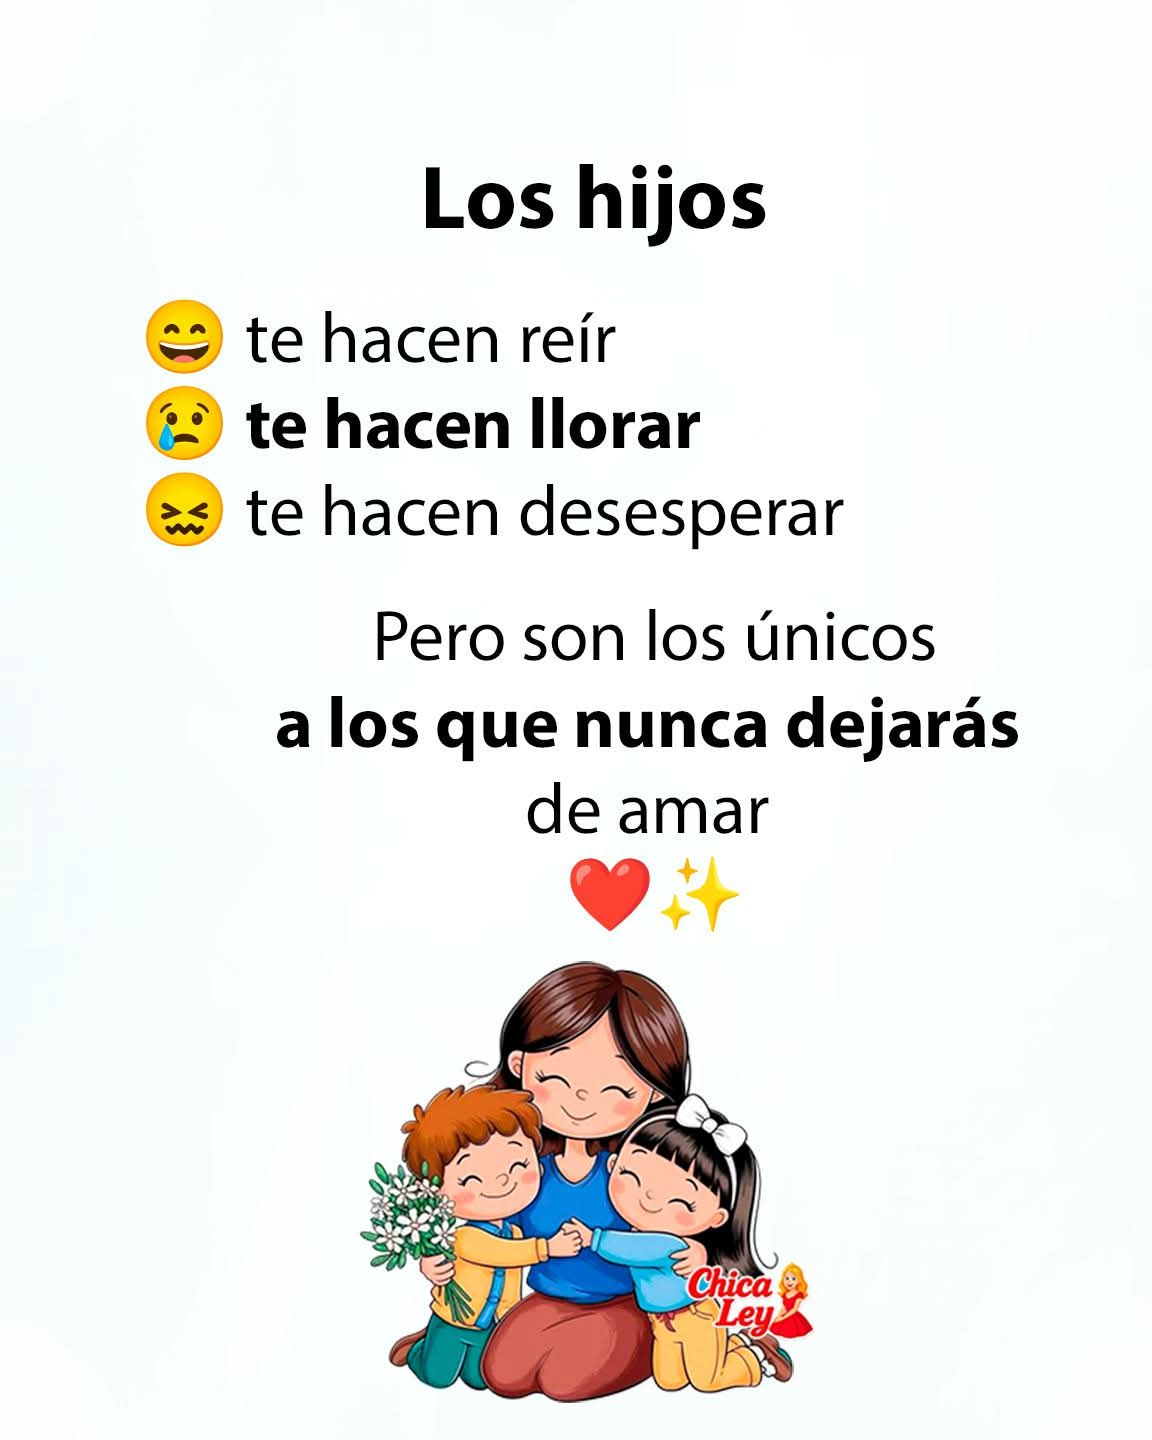 Los hijos
😄 te hacen reír
😢 te hacen llorar
😖 te hacen desesperar
Pero son los únicos
a los que nunca dejarás
de amar
❤️✨
Chica
Ley